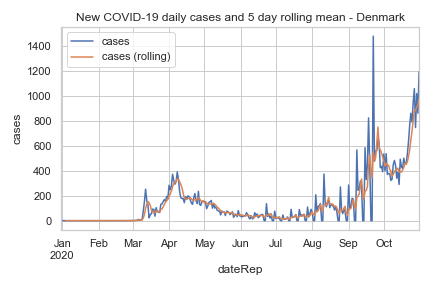 New COVID-19 daily cases and 5 day rolling mean - Denmark
cases
cases (rolling)
1400
1200
1000
800
600
400
200
0
cases
Jan Feb Mar Apr May Jun Jul Aug Sep Oct
2020
dateRep